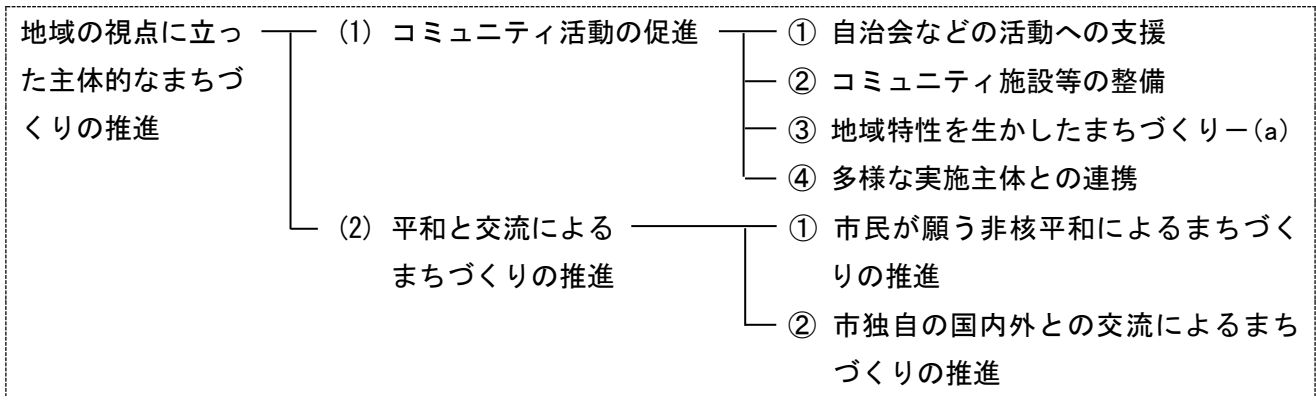 地域の視点に立っ
た主体的なまちづ
くりの推進
(1) コミュニティ活動の促進
① 自治会などの活動への支援
② コミュニティ施設等の整備
③ 地域特性を生かしたまちづくり－(a)
④ 多様な実施主体との連携
(2) 平和と交流による
まちづくりの推進
① 市民が願う非核平和によるまちづく
りの推進
② 市独自の国内外との交流によるまち
づくりの推進